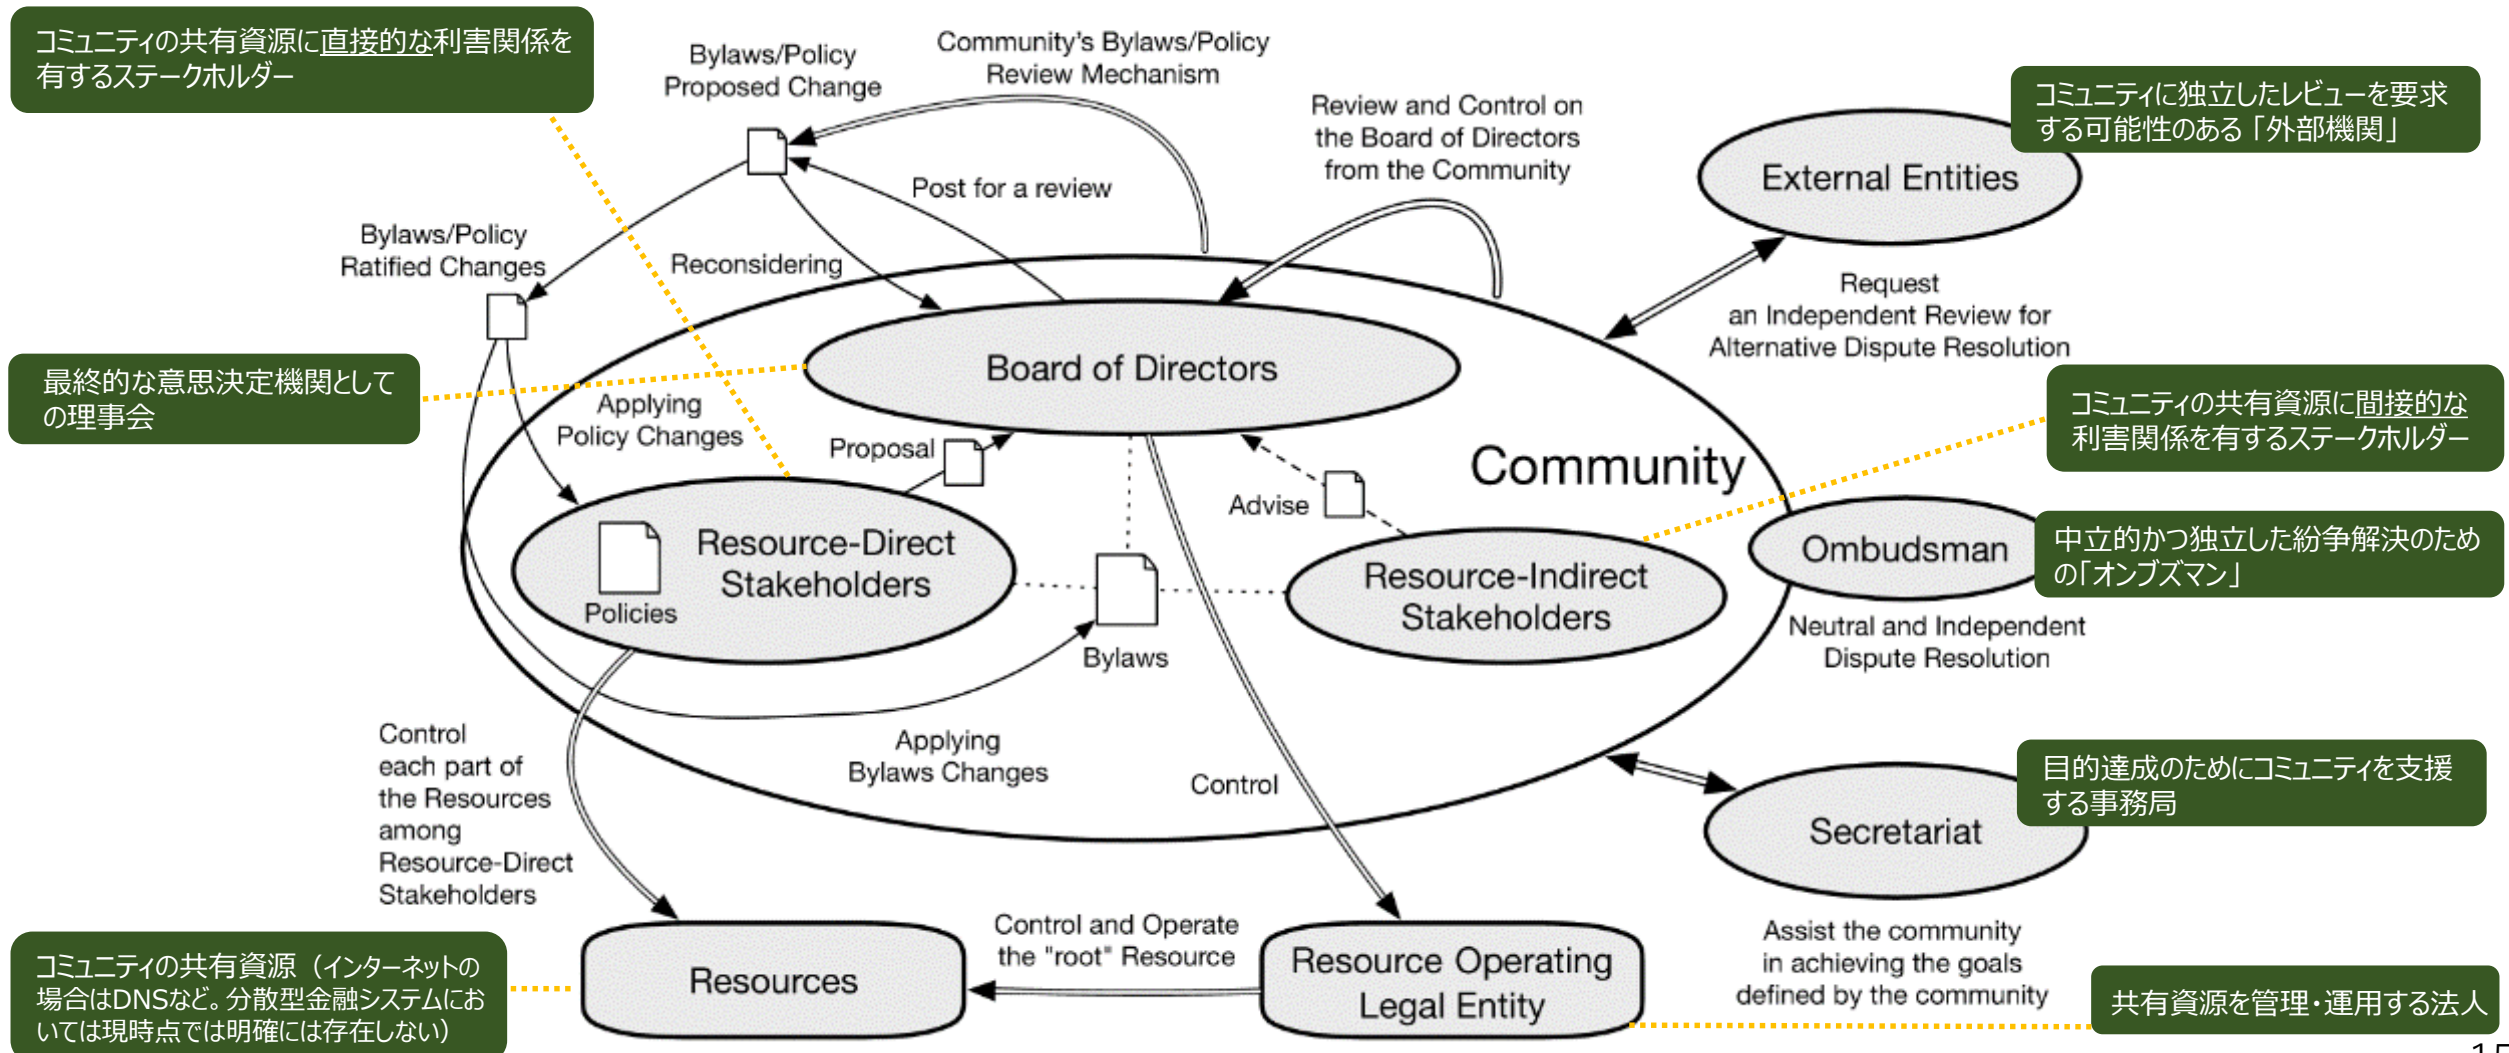 コミュニティの共有資源に直接的な利害関係を
有するステークホルダー
Bylaws/Policy
Proposed Change
Community's Bylaws/Policy
Review Mechanism
Review and Control on
the Board of Directors
from the Community
コミュニティに独立したレビューを要求
する可能性のある「外部機関」
External Entities
Post for a review
Bylaws/Policy
Ratified Changes
Reconsidering
Request
an Independent Review for
Alternative Dispute Resolution
最終的な意思決定機関として
の理事会
Board of Directors
Applying
Policy Changes
Proposal
Advise
Community
コミュニティの共有資源に間接的な
利害関係を有するステークホルダー
Resource-Direct
Stakeholders
Policies
Bylaws
Resource-Indirect
Stakeholders
Ombudsman
中立的かつ独立した紛争解決のため
の「オンブズマン」
Neutral and Independent
Dispute Resolution
Control
each part of
the Resources
among
Resource-Direct
Stakeholders
Applying
Bylaws Changes
Control
目的達成のためにコミュニティを支援
する事務局
Secretariat
Assist the community
in achieving the goals
defined by the community
コミュニティの共有資源（インターネットの
場合はDNSなど。分散型金融システムにお
いては現時点では明確には存在しない）
Resources
Control and Operate
the "root" Resource
Resource Operating
Legal Entity
共有資源を管理・運用する法人